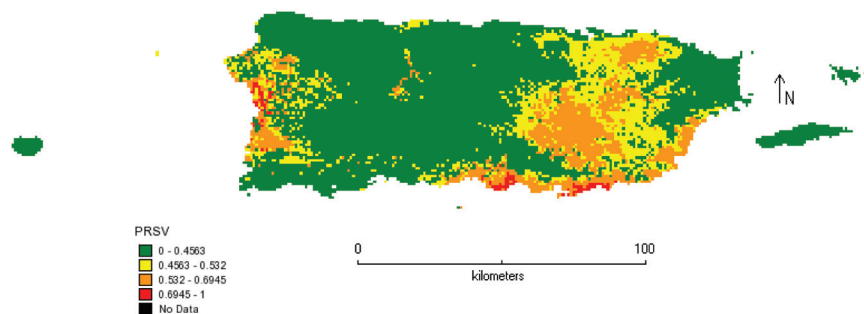 N
PRSV
0 - 0.4563
0.4563 - 0.532
0.532 - 0.6945
0.6945 - 1
No Data
0 100
kilometers